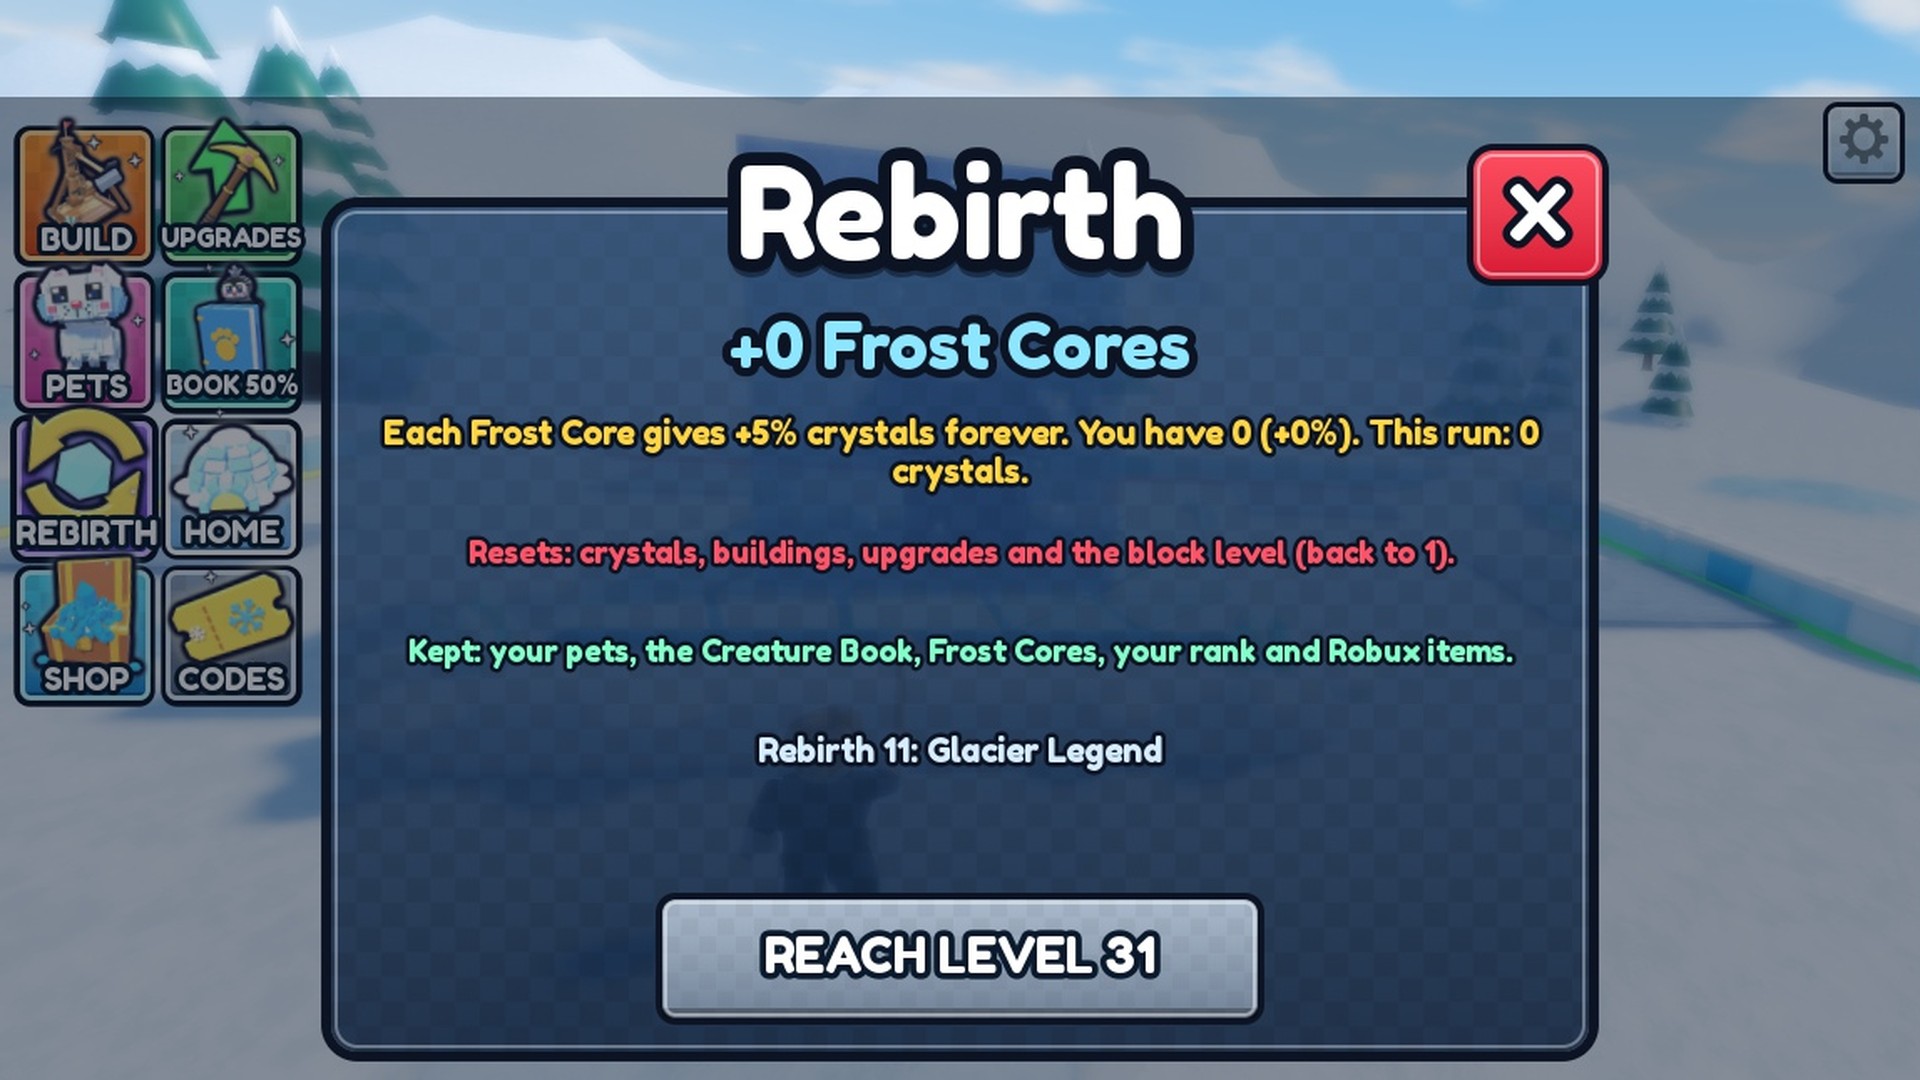 Rebirth
+0 Frost Cores
Each Frost Core gives +5% crystals forever. You have 0 (+0%). This run: 0
crystals.
Resets: crystals, buildings, upgrades and the block level (back to 1).
Kept: your pets, the Creature Book, Frost Cores, your rank and Robux items.
Rebirth 11: Glacier Legend
REACH LEVEL 31
BUILD
UPGRADES
PETS
BOOK 50%
REBIRTH
HOME
SHOP
CODES